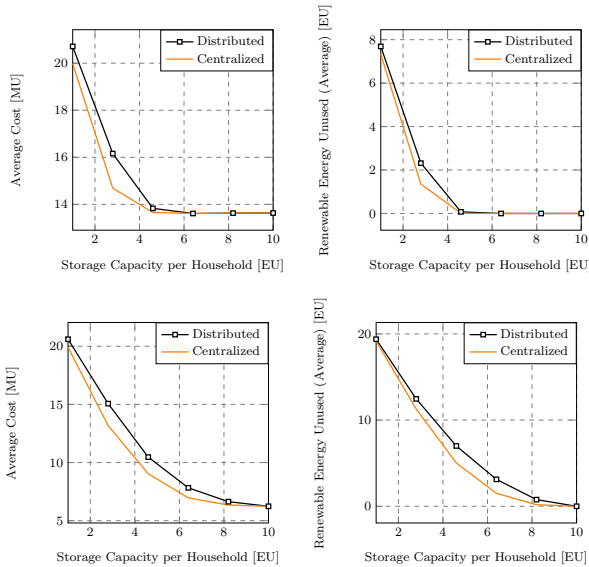 Average Cost [MU]
20
18
16
14
2 4 6 8 10
Storage Capacity per Household [EU]
Distributed
Centralized
Renewable Energy Unused (Average) [EU]
8
6
4
2
0
2 4 6 8 10
Storage Capacity per Household [EU]
Distributed
Centralized
Average Cost [MU]
20
15
10
5
2 4 6 8 10
Storage Capacity per Household [EU]
Distributed
Centralized
Renewable Energy Unused (Average) [EU]
20
10
0
2 4 6 8 10
Storage Capacity per Household [EU]
Distributed
Centralized